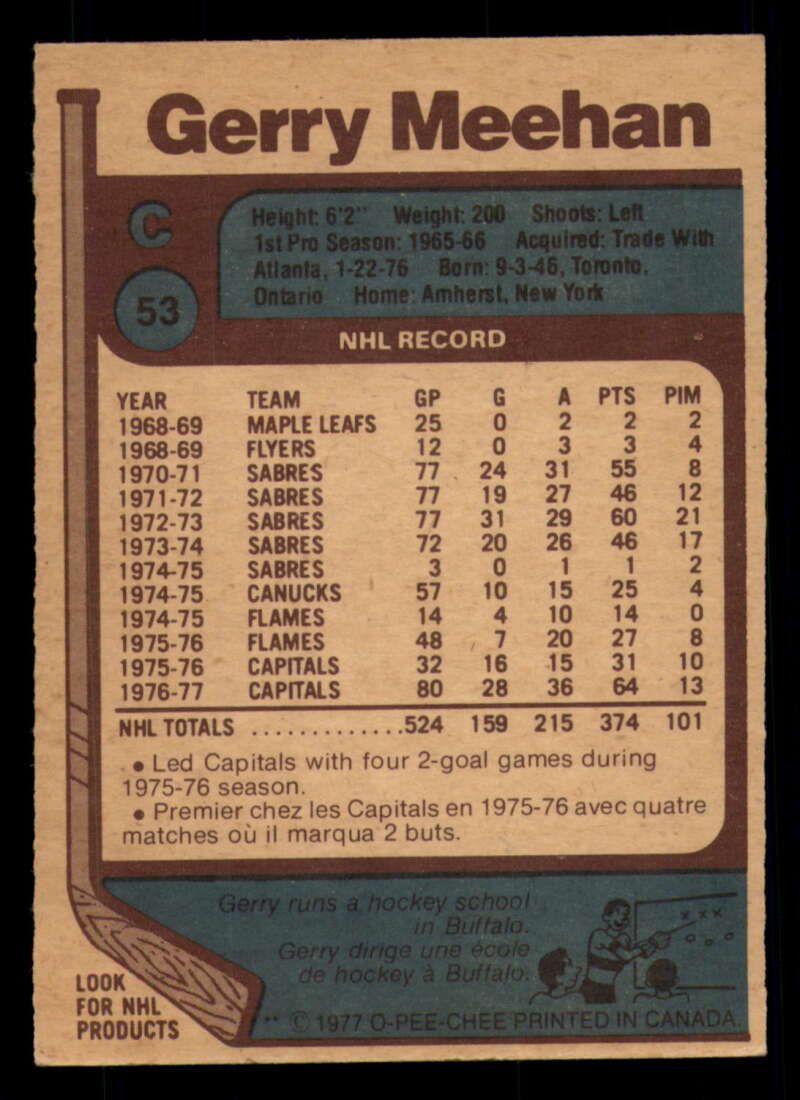 Gerry Meehan
C
53
Height: 6'2" Weight: 200 Shoots: Left
1st Pro Season: 1965-66 Acquired: Trade With
Atlanta, 1-22-76 Born: 9-3-46, Toronto,
Ontario Home: Amherst, New York
NHL RECORD
YEAR TEAM GP G A PTS PIM
1968-69 MAPLE LEAFS 25 0 2 2 2
1968-69 FLYERS 12 0 3 3 4
1970-71 SABRES 77 24 31 55 8
1971-72 SABRES 77 19 27 46 12
1972-73 SABRES 77 31 29 60 21
1973-74 SABRES 72 20 26 46 17
1974-75 SABRES 3 0 1 1 2
1974-75 CANUCKS 57 10 15 25 4
1974-75 FLAMES 14 4 10 14 0
1975-76 FLAMES 48 7 20 27 8
1975-76 CAPITALS 32 16 15 31 10
1976-77 CAPITALS 80 28 36 64 13
NHL TOTALS .............524 159 215 374 101
● Led Capitals with four 2-goal games during
1975-76 season.
● Premier chez les Capitals en 1975-76 avec quatre
matches où il marqua 2 buts.
Gerry runs a hockey school
in Buffalo.
Gerry dirige une école
de hockey à Buffalo.
x x x
o o o
LOOK
FOR NHL
PRODUCTS
** © 1977 O-PEE-CHEE PRINTED IN CANADA.